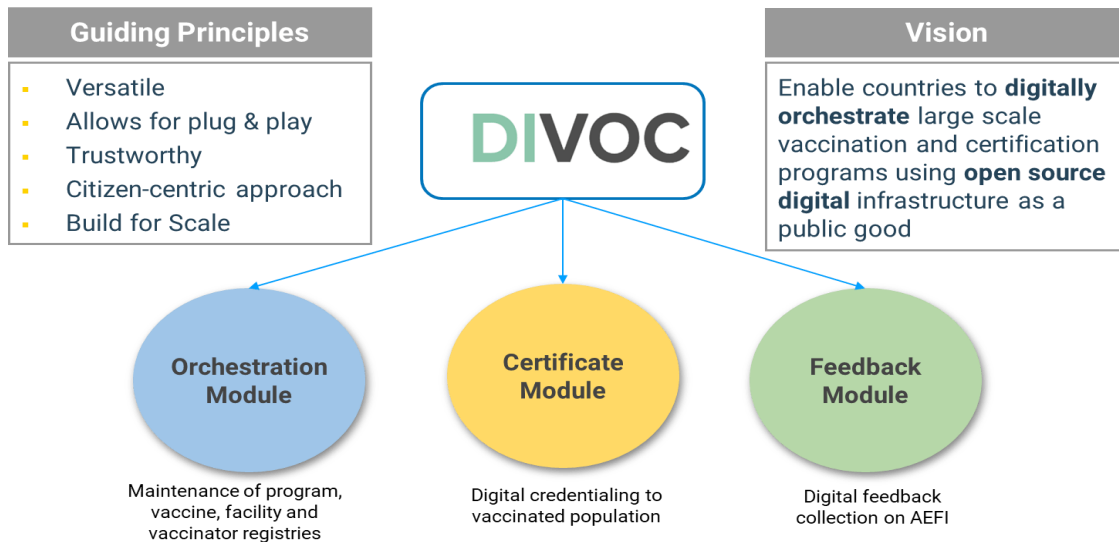 Guiding Principles
Versatile
Allows for plug & play
Trustworthy
Citizen-centric approach
Build for Scale
DIVOC
Vision
Enable countries to digitally
orchestrate large scale
vaccination and certification
programs using open source
digital infrastructure as a
public good
Orchestration
Module
Maintenance of program,
vaccine, facility and
vaccinator registries
Certificate
Module
Digital credentialing to
vaccinated population
Feedback
Module
Digital feedback
collection on AEFI